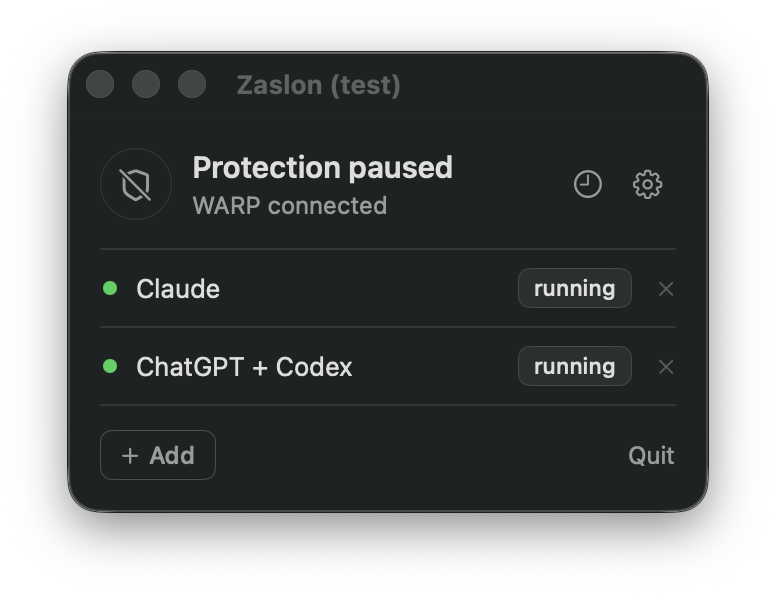 Zaslon (test)
Protection paused
WARP connected
Claude running
ChatGPT + Codex running
+ Add Quit